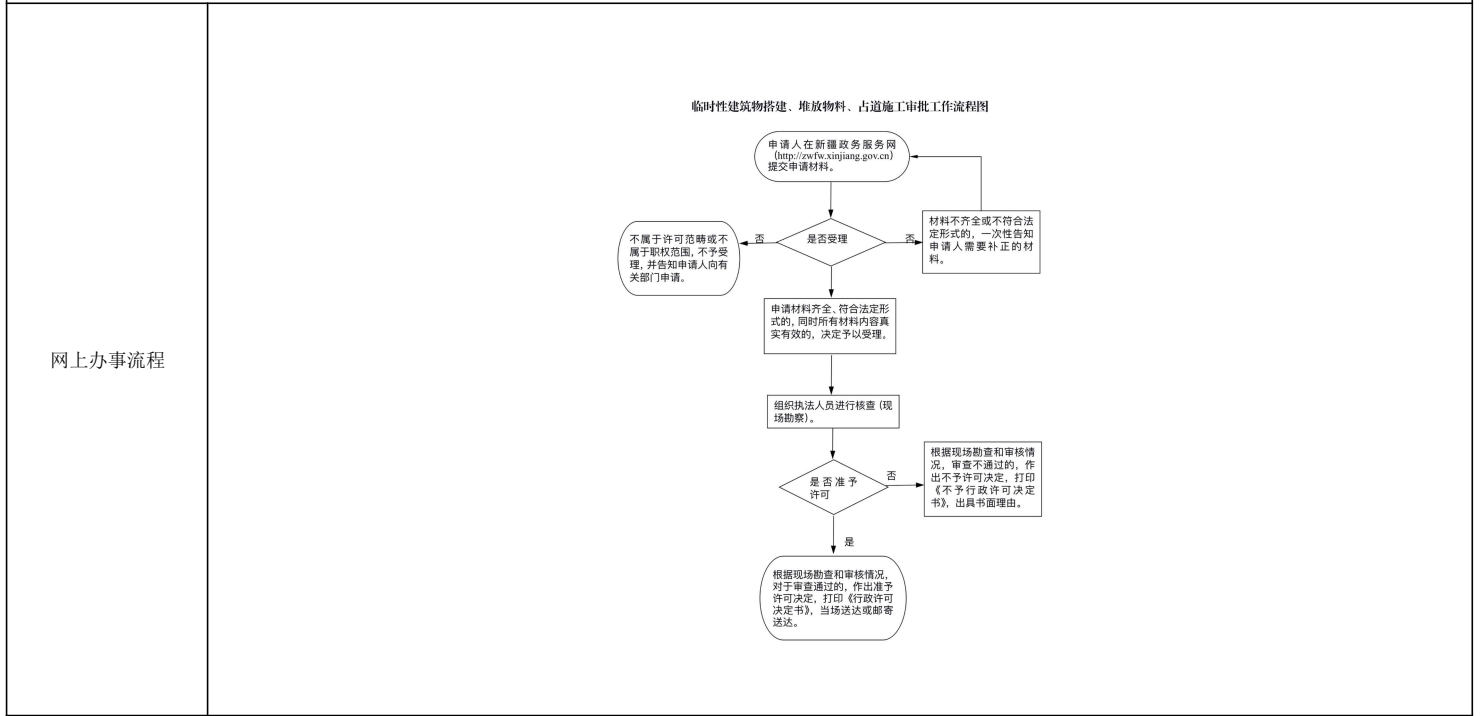 网上办事流程
临时性建筑物搭建、堆放物料、占道施工审批工作流程图
申请人在新疆政务服务网
（http://zwfw.xinjiang.gov.cn）
提交申请材料。
是否受理
否
不属于许可范畴或不
属于职权范围，不予受
理，并告知申请人向有
关部门申请。
否
材料不齐全或不符合法
定形式的，一次性告知
申请人需要补正的材
料。
申请材料齐全、符合法定形
式的，同时所有材料内容真
实有效的，决定予以受理。
组织执法人员进行核查（现
场勘察）。
是否准予
许可
否
根据现场勘查和审核情
况，审查不通过的，作
出不予许可决定，打印
《不予行政许可决定
书》，出具书面理由。
是
根据现场勘查和审核情况，
对于审查通过的，作出准予
许可决定，打印《行政许可
决定书》，当场送达或邮寄
送达。